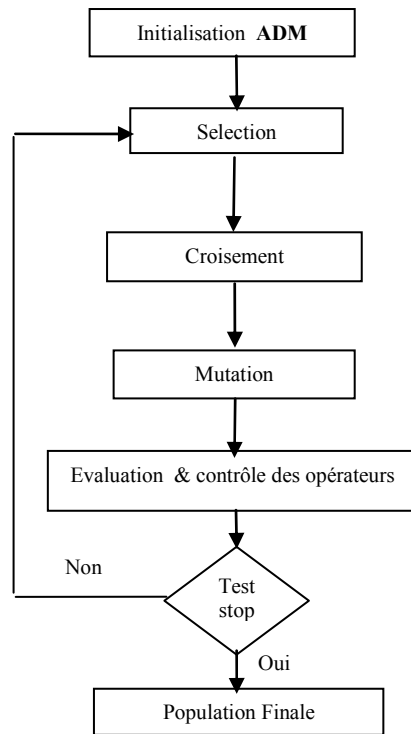 Initialisation ADM
Selection
Croisement
Mutation
Evaluation & contrôle des opérateurs
Non
Test
stop
Oui
Population Finale